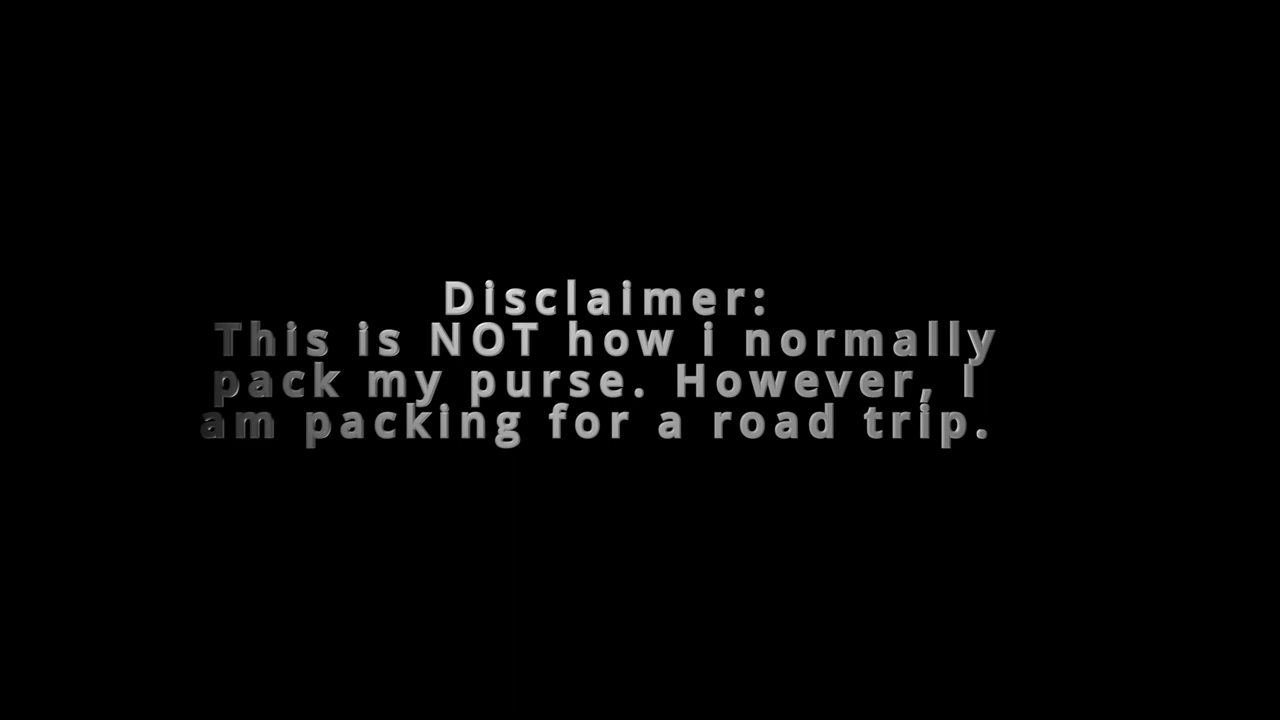 Disclaimer:
This is NOT how i normally
pack my purse. However, I
am packing for a road trip.